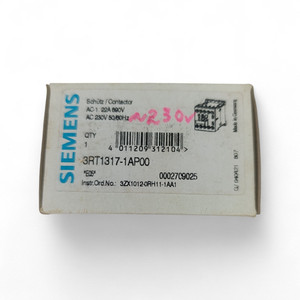 SIEMENS
Schütz / Contactor
AC-1: 22A 690V
AC 230V 50/60Hz
~230V
QTY
1
4 011209 312104
3RT1317-1AP00
0002709025
Instr.Ord.No.: 3ZX1012-0RH11-1AA1
Made in Germany